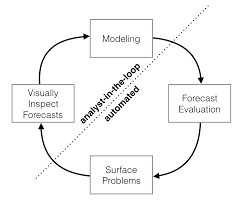 Modeling
Visually
Inspect
Forecasts
analyst-in-the-loop
automated
Forecast
Evaluation
Surface
Problems